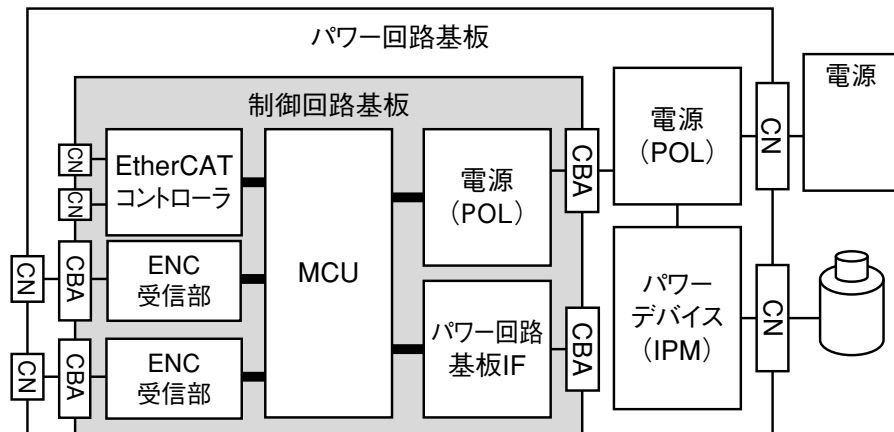 パワー回路基板
制御回路基板
CN
CN
EtherCAT
コントローラ
MCU
電源
（POL）
CBA
電源
（POL）
CN
電源
CN
CBA
ENC
受信部
パワー回路
基板IF
CBA
パワー
デバイス
（IPM）
CN
CN
CBA
ENC
受信部